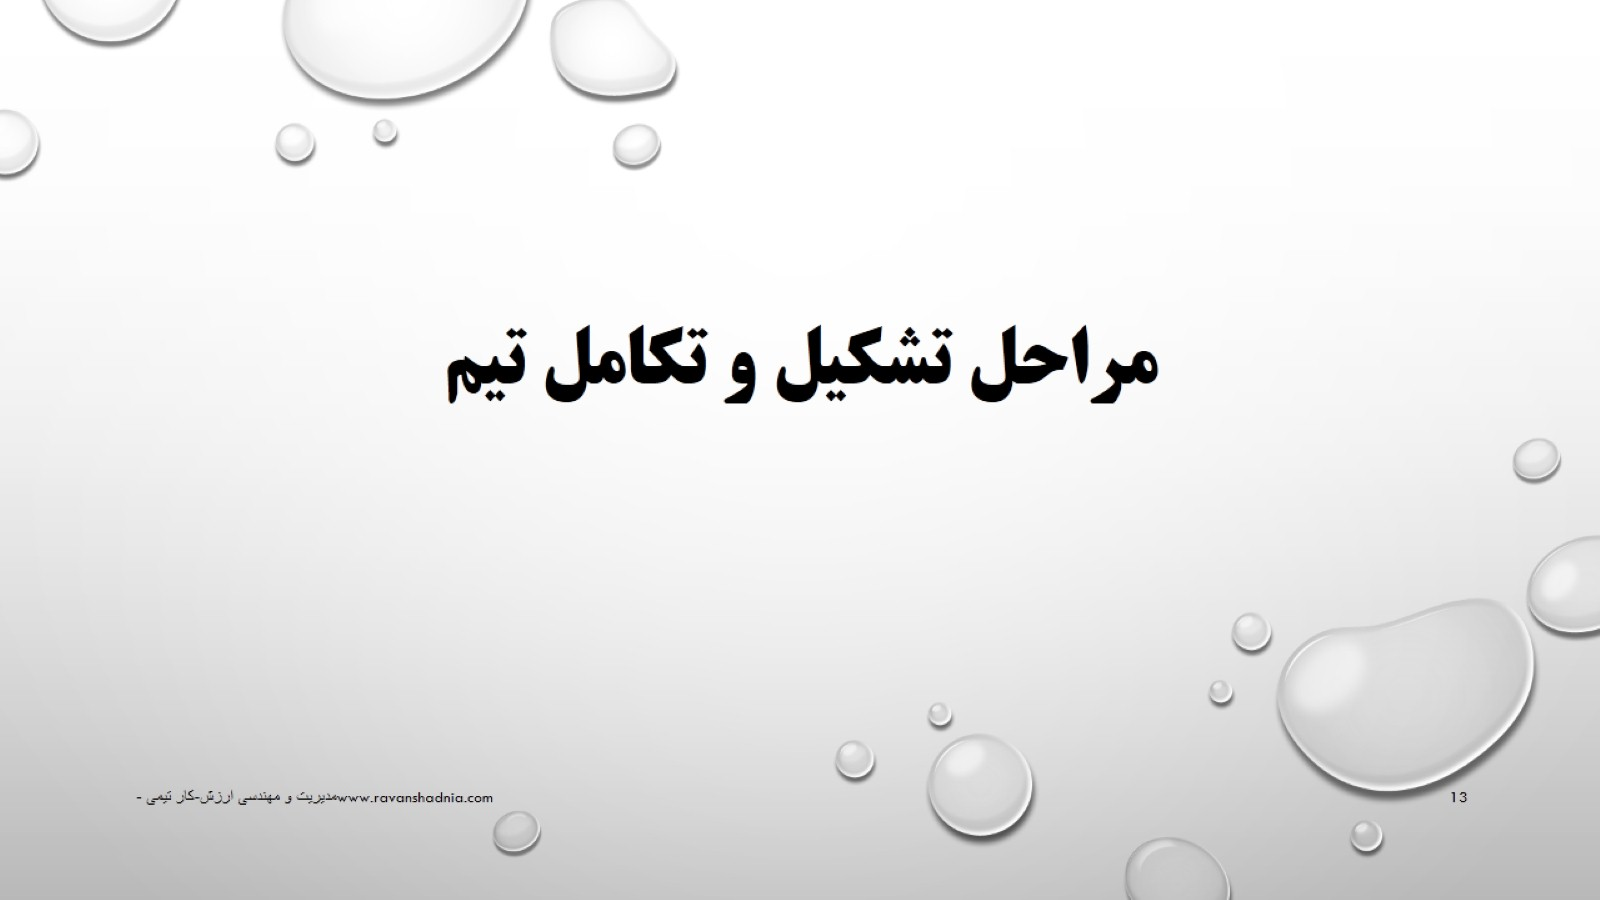 مراحل تشکیل و تکامل تیم
مدیریت و مهندسی ارزش-کار تیمی - www.ravanshadnia.com
13